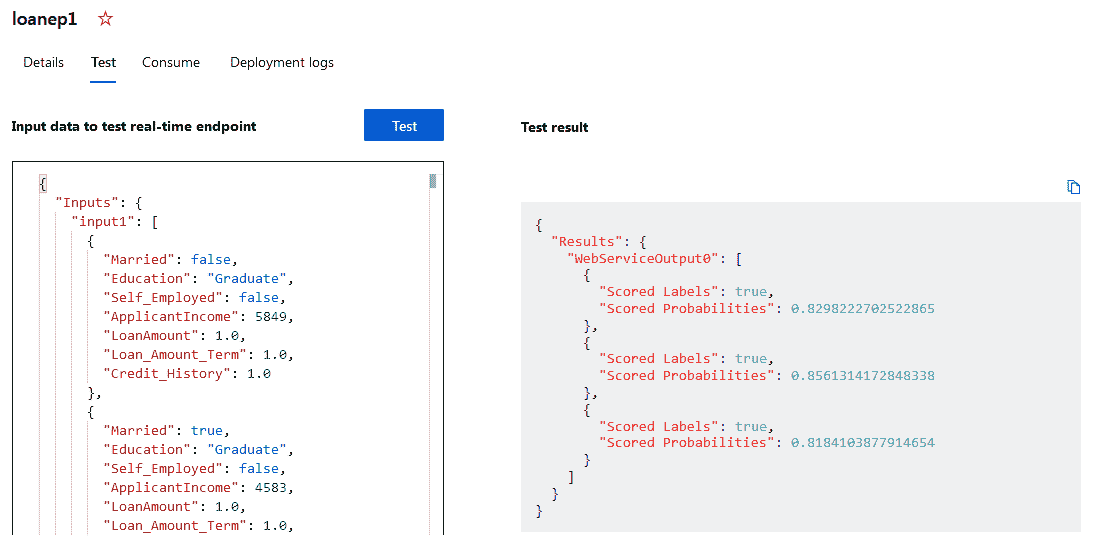 loanep1
Details Test Consume Deployment logs
Input data to test real-time endpoint
Test
{
"Inputs": {
"input1": [
{
"Married": false,
"Education": "Graduate",
"Self_Employed": false,
"ApplicantIncome": 5849,
"LoanAmount": 1.0,
"Loan_Amount_Term": 1.0,
"Credit_History": 1.0
},
{
"Married": true,
"Education": "Graduate",
"Self_Employed": false,
"ApplicantIncome": 4583,
"LoanAmount": 1.0,
"Loan_Amount_Term": 1.0,
Test result
{
"Results": {
"WebServiceOutput0": [
{
"Scored Labels": true,
"Scored Probabilities": 0.8298222702522865
},
{
"Scored Labels": true,
"Scored Probabilities": 0.8561314172848338
},
{
"Scored Labels": true,
"Scored Probabilities": 0.8184103877914654
}
]
}
}